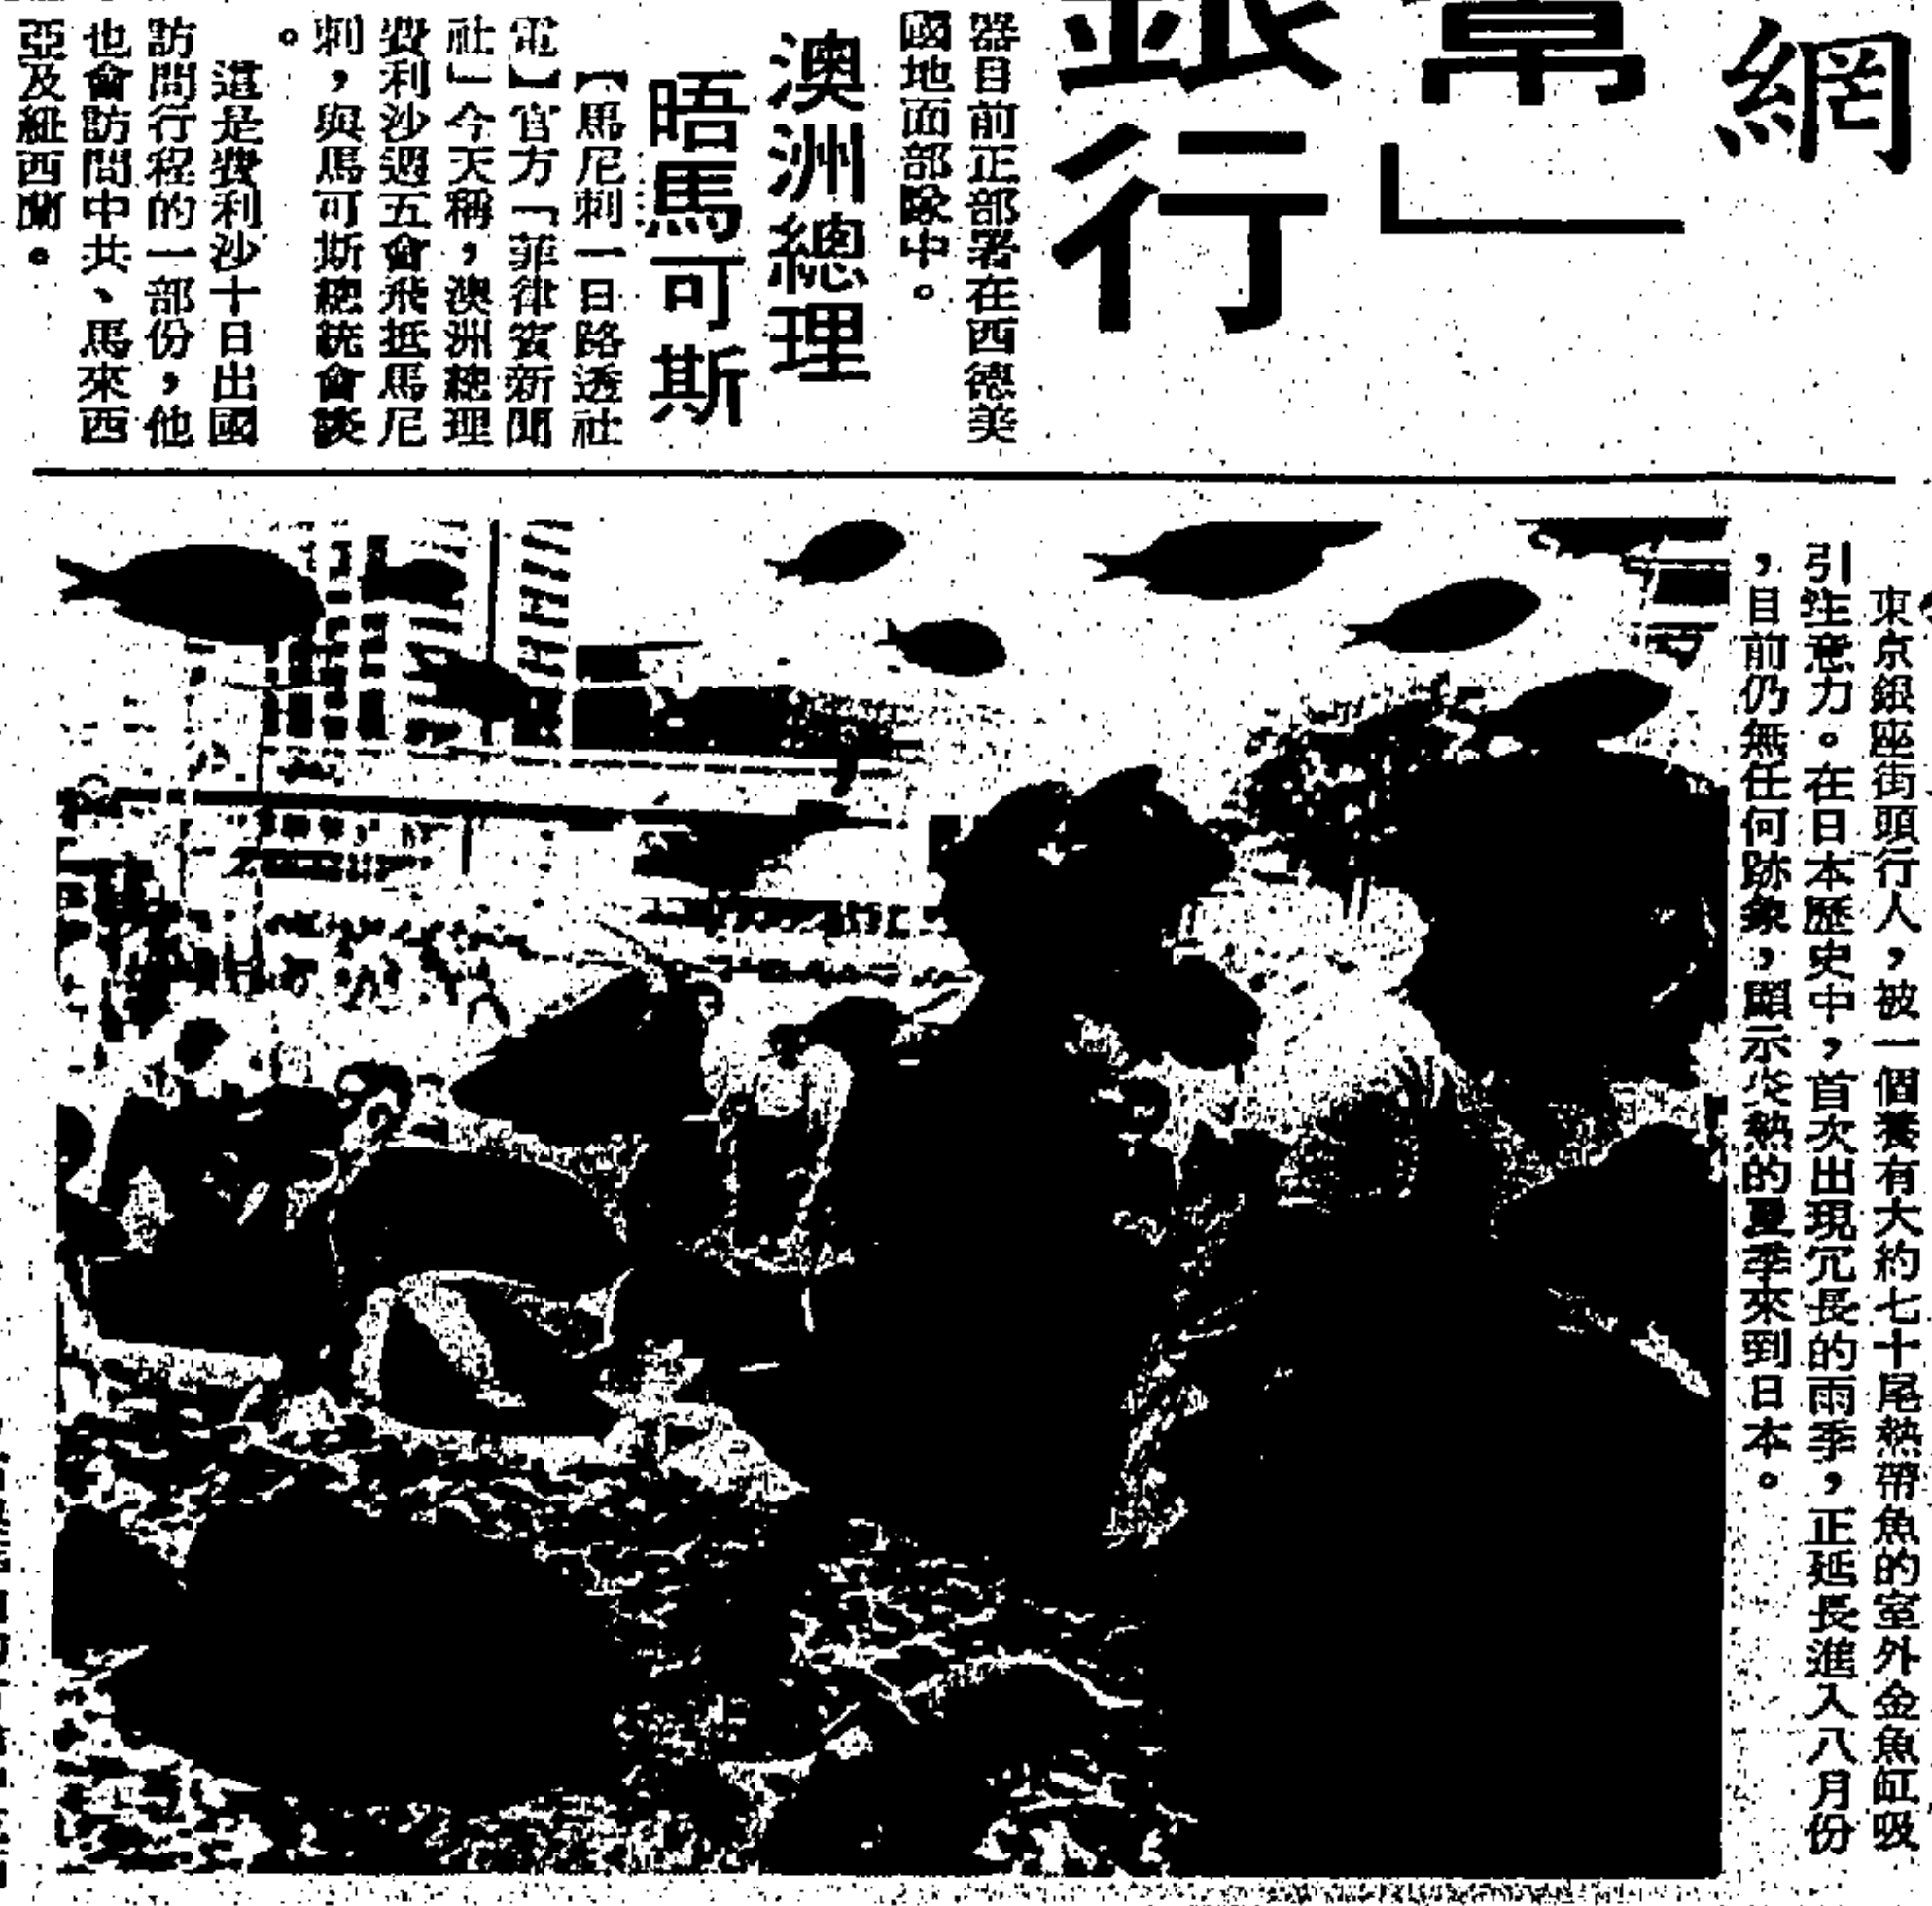 網
行
器目前正部署在西德美
國地面部隊中。
澳洲總理
晤馬可斯
【馬尼刺一日路透社
電】官方「菲律賓新聞
社」今天稱，澳洲總理
費利沙週五會飛抵馬尼
刺，與馬可斯總統會談
。
這是費利沙十日出國
訪問行程的一部份，他
也會訪問中共、馬來西
亞及紐西蘭。
東京銀座街頭行人，被一個養有大約七十尾熱帶魚的室外金魚缸吸
引注意力。在日本歷史中，首次出現冗長的雨季，正延長進入八月份
，目前仍無任何跡象，顯示炎熱的夏季來到日本。